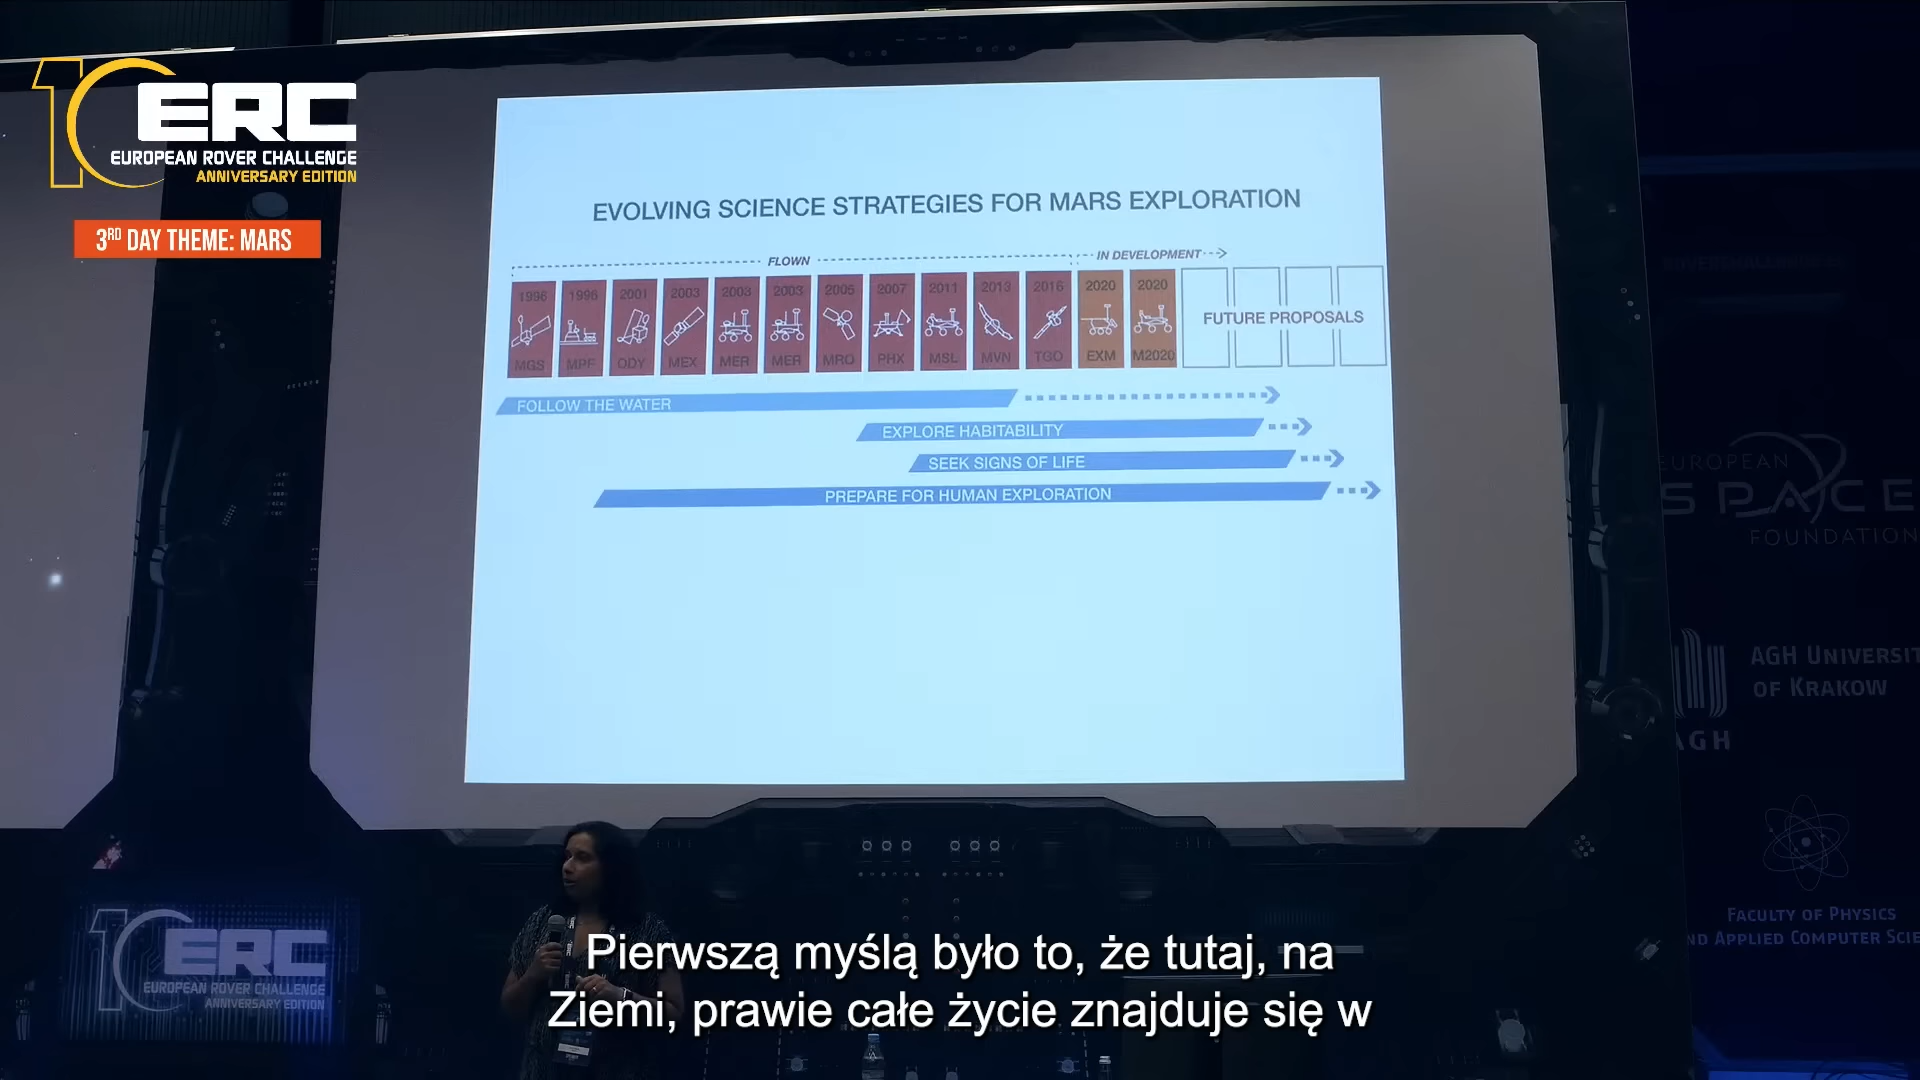 10 ERC
EUROPEAN ROVER CHALLENGE
ANNIVERSARY EDITION
3RD DAY THEME: MARS
EVOLVING SCIENCE STRATEGIES FOR MARS EXPLORATION
FLOWN
IN DEVELOPMENT
1996 1996 2001 2003 2003 2003 2005 2007 2011 2013 2016 2020 2020
FUTURE PROPOSALS
MGS MPF ODY MEX MER MER MRO PHX MSL MVN TGO EXM M2020
FOLLOW THE WATER
EXPLORE HABITABILITY
SEEK SIGNS OF LIFE
PREPARE FOR HUMAN EXPLORATION
EUROPEAN
SPACE
FOUNDATION
AGH UNIVERSIT
OF KRAKOW
AGH
FACULTY OF PHYSICS
ND APPLIED COMPUTER SCIE
10 ERC
EUROPEAN ROVER CHALLENGE
ANNIVERSARY EDITION
Pierwszą myślą było to, że tutaj, na
Ziemi, prawie całe życie znajduje się w